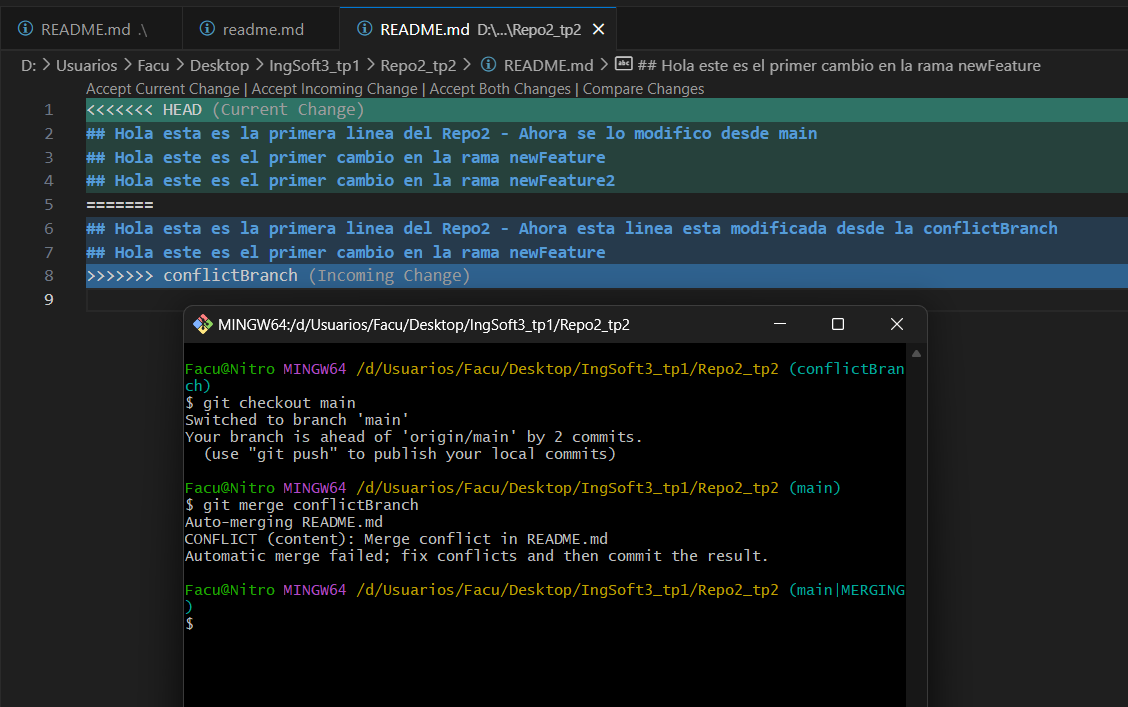 README.md .\ readme.md README.md D:\...\Repo2_tp2
D: > Usuarios > Facu > Desktop > IngSoft3_tp1 > Repo2_tp2 > README.md > abc ## Hola este es el primer cambio en la rama newFeature
Accept Current Change | Accept Incoming Change | Accept Both Changes | Compare Changes
1 <<<<<<< HEAD (Current Change)
2 ## Hola esta es la primera linea del Repo2 - Ahora se lo modifico desde main
3 ## Hola este es el primer cambio en la rama newFeature
4 ## Hola este es el primer cambio en la rama newFeature2
5 =======
6 ## Hola esta es la primera linea del Repo2 - Ahora esta linea esta modificada desde la conflictBranch
7 ## Hola este es el primer cambio en la rama newFeature
8 >>>>>>> conflictBranch (Incoming Change)
9
MINGW64:/d/Usuarios/Facu/Desktop/IngSoft3_tp1/Repo2_tp2
Facu@Nitro MINGW64 /d/Usuarios/Facu/Desktop/IngSoft3_tp1/Repo2_tp2 (conflictBran
ch)
$ git checkout main
Switched to branch 'main'
Your branch is ahead of 'origin/main' by 2 commits.
(use "git push" to publish your local commits)
Facu@Nitro MINGW64 /d/Usuarios/Facu/Desktop/IngSoft3_tp1/Repo2_tp2 (main)
$ git merge conflictBranch
Auto-merging README.md
CONFLICT (content): Merge conflict in README.md
Automatic merge failed; fix conflicts and then commit the result.
Facu@Nitro MINGW64 /d/Usuarios/Facu/Desktop/IngSoft3_tp1/Repo2_tp2 (main|MERGING
)
$